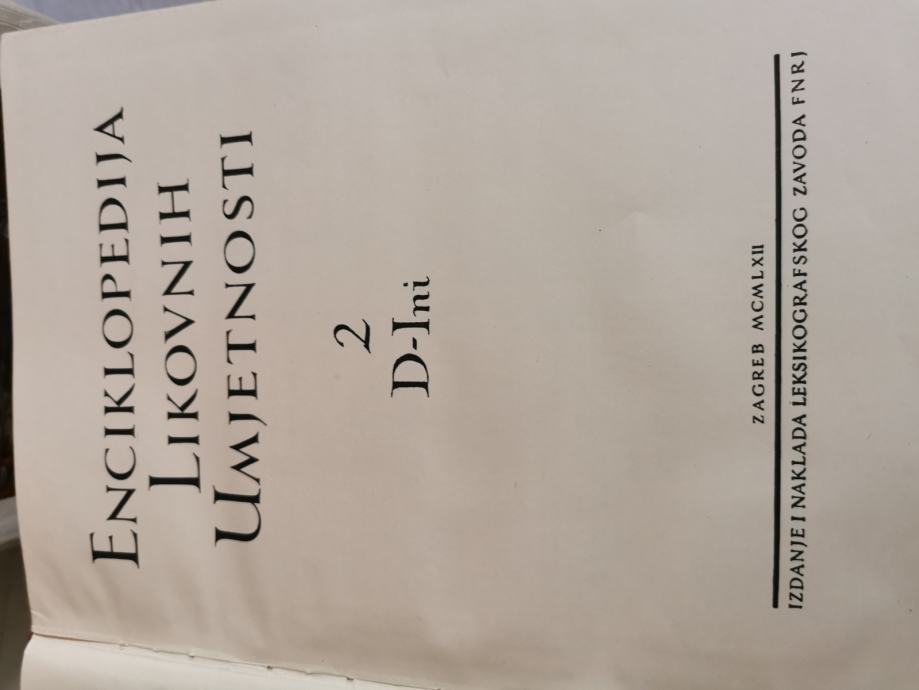 ENCIKLOPEDIJA
LIKOVNIH
UMJETNOSTI
2
D-Ini
ZAGREB MCMLXII
IZDANJE I NAKLADA LEKSIKOGRAFSKOG ZAVODA FNRJ